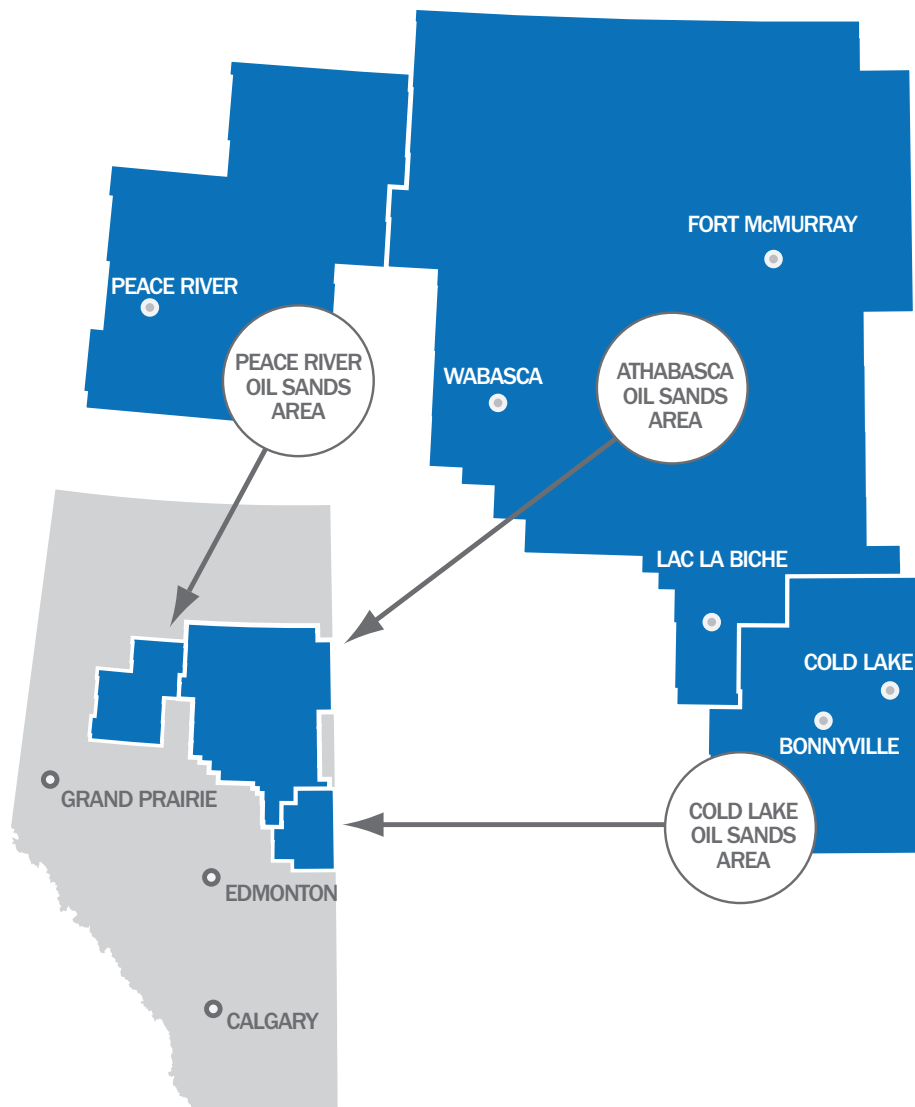 FORT McMURRAY
PEACE RIVER
PEACE RIVER
OIL SANDS
AREA
WABASCA
ATHABASCA
OIL SANDS
AREA
LAC LA BICHE
COLD LAKE
BONNYVILLE
GRAND PRAIRIE
COLD LAKE
OIL SANDS
AREA
EDMONTON
CALGARY